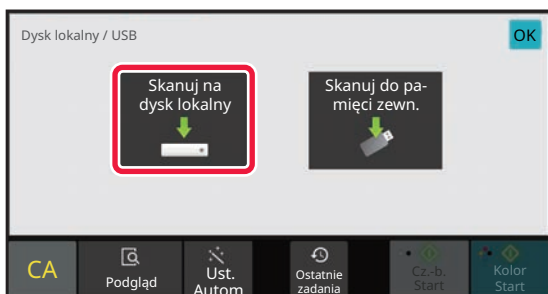 Dysk lokalny / USB
OK
Skanuj na
dysk lokalny
Skanuj do pa-
mięci zewn.
CA
Podgląd
Ust.
Autom
Ostatnie
zadania
Cz.-b.
Start
Kolor
Start